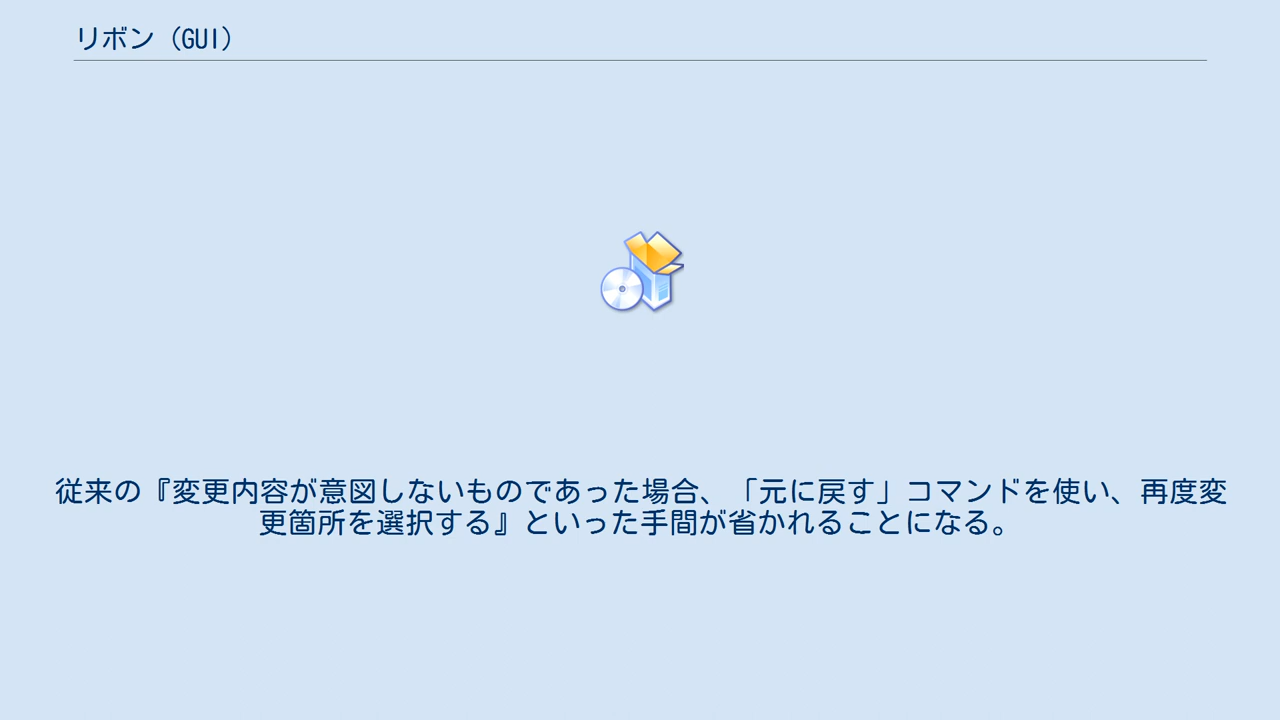 リボン（GUI）
従来の『変更内容が意図しないものであった場合、「元に戻す」コマンドを使い、再度変
更箇所を選択する』といった手間が省かれることになる。